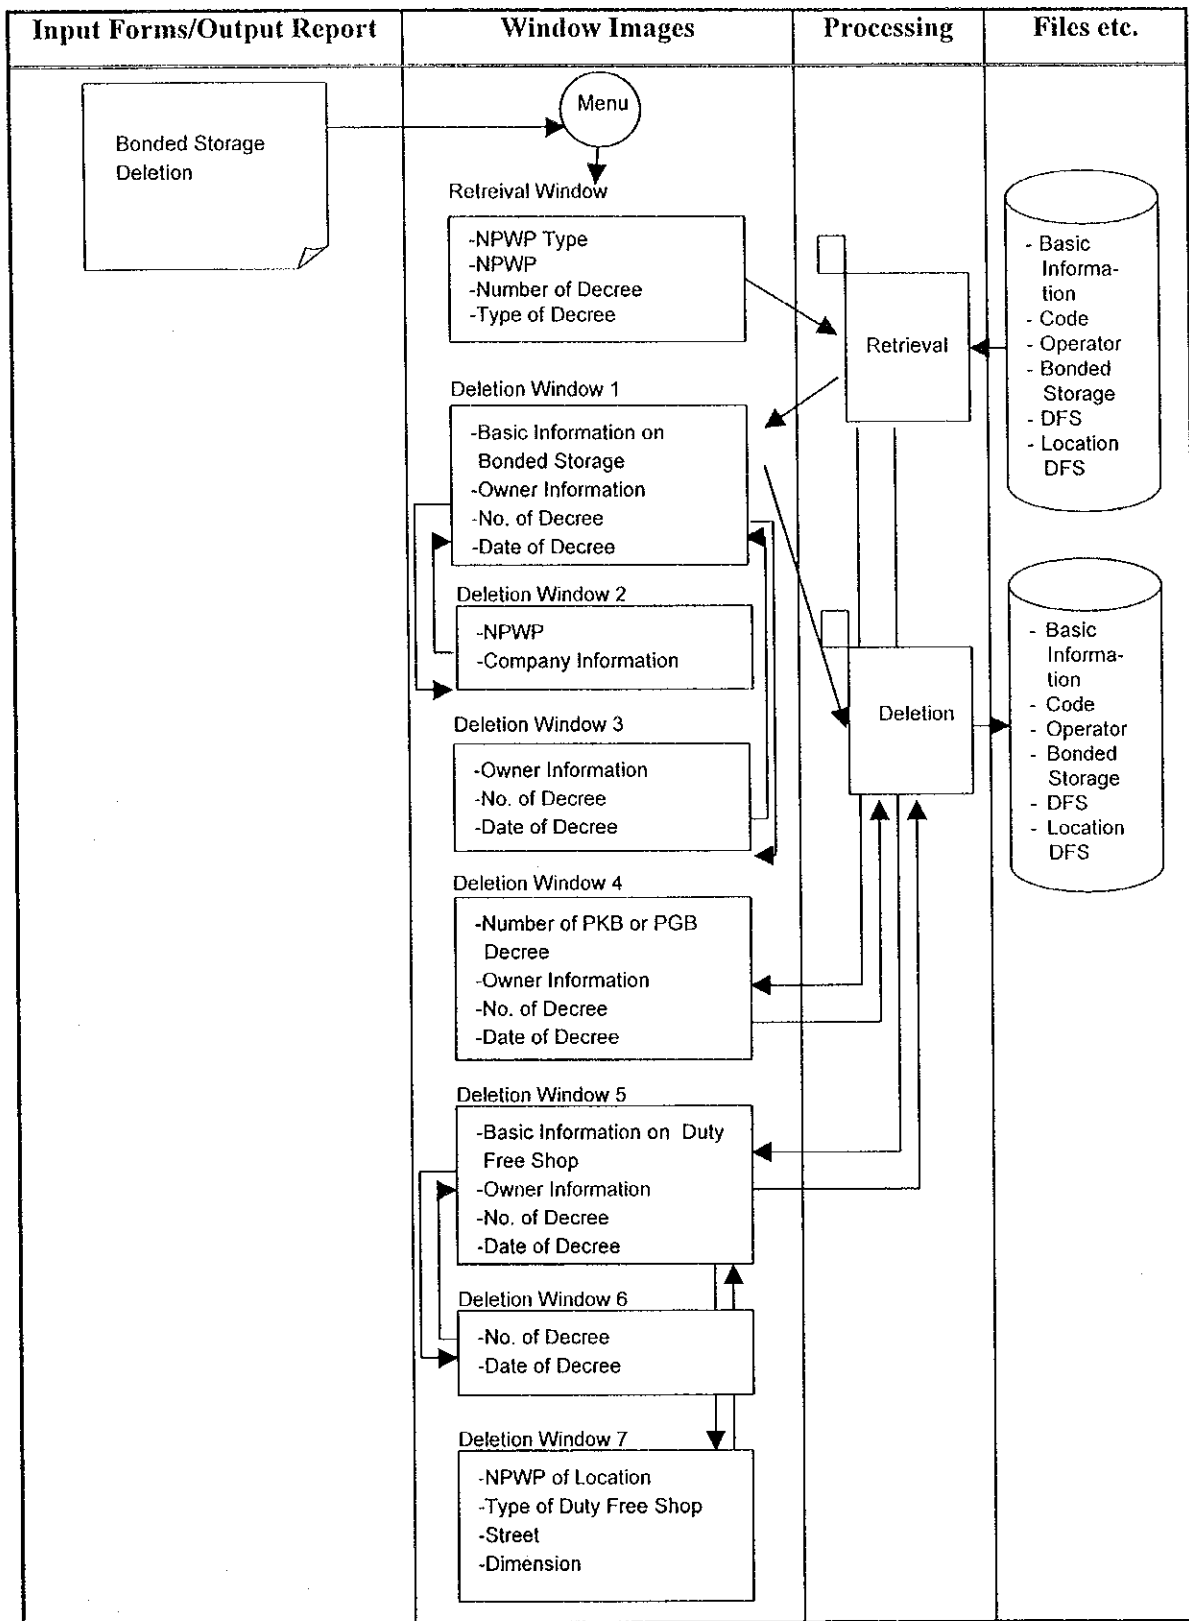 Input Forms/Output Report
Window Images
Processing
Files etc.
Bonded Storage
Deletion
Menu
Retreival Window
-NPWP Type
-NPWP
-Number of Decree
-Type of Decree
Retrieval
- Basic
Informa-
tion
- Code
- Operator
- Bonded
Storage
- DFS
- Location
DFS
Deletion Window 1
-Basic Information on
Bonded Storage
-Owner Information
-No. of Decree
-Date of Decree
Deletion Window 2
-NPWP
-Company Information
Deletion
- Basic
Informa-
tion
- Code
- Operator
- Bonded
Storage
- DFS
- Location
DFS
Deletion Window 3
-Owner Information
-No. of Decree
-Date of Decree
Deletion Window 4
-Number of PKB or PGB
Decree
-Owner Information
-No. of Decree
-Date of Decree
Deletion Window 5
-Basic Information on Duty
Free Shop
-Owner Information
-No. of Decree
-Date of Decree
Deletion Window 6
-No. of Decree
-Date of Decree
Deletion Window 7
-NPWP of Location
-Type of Duty Free Shop
-Street
-Dimension